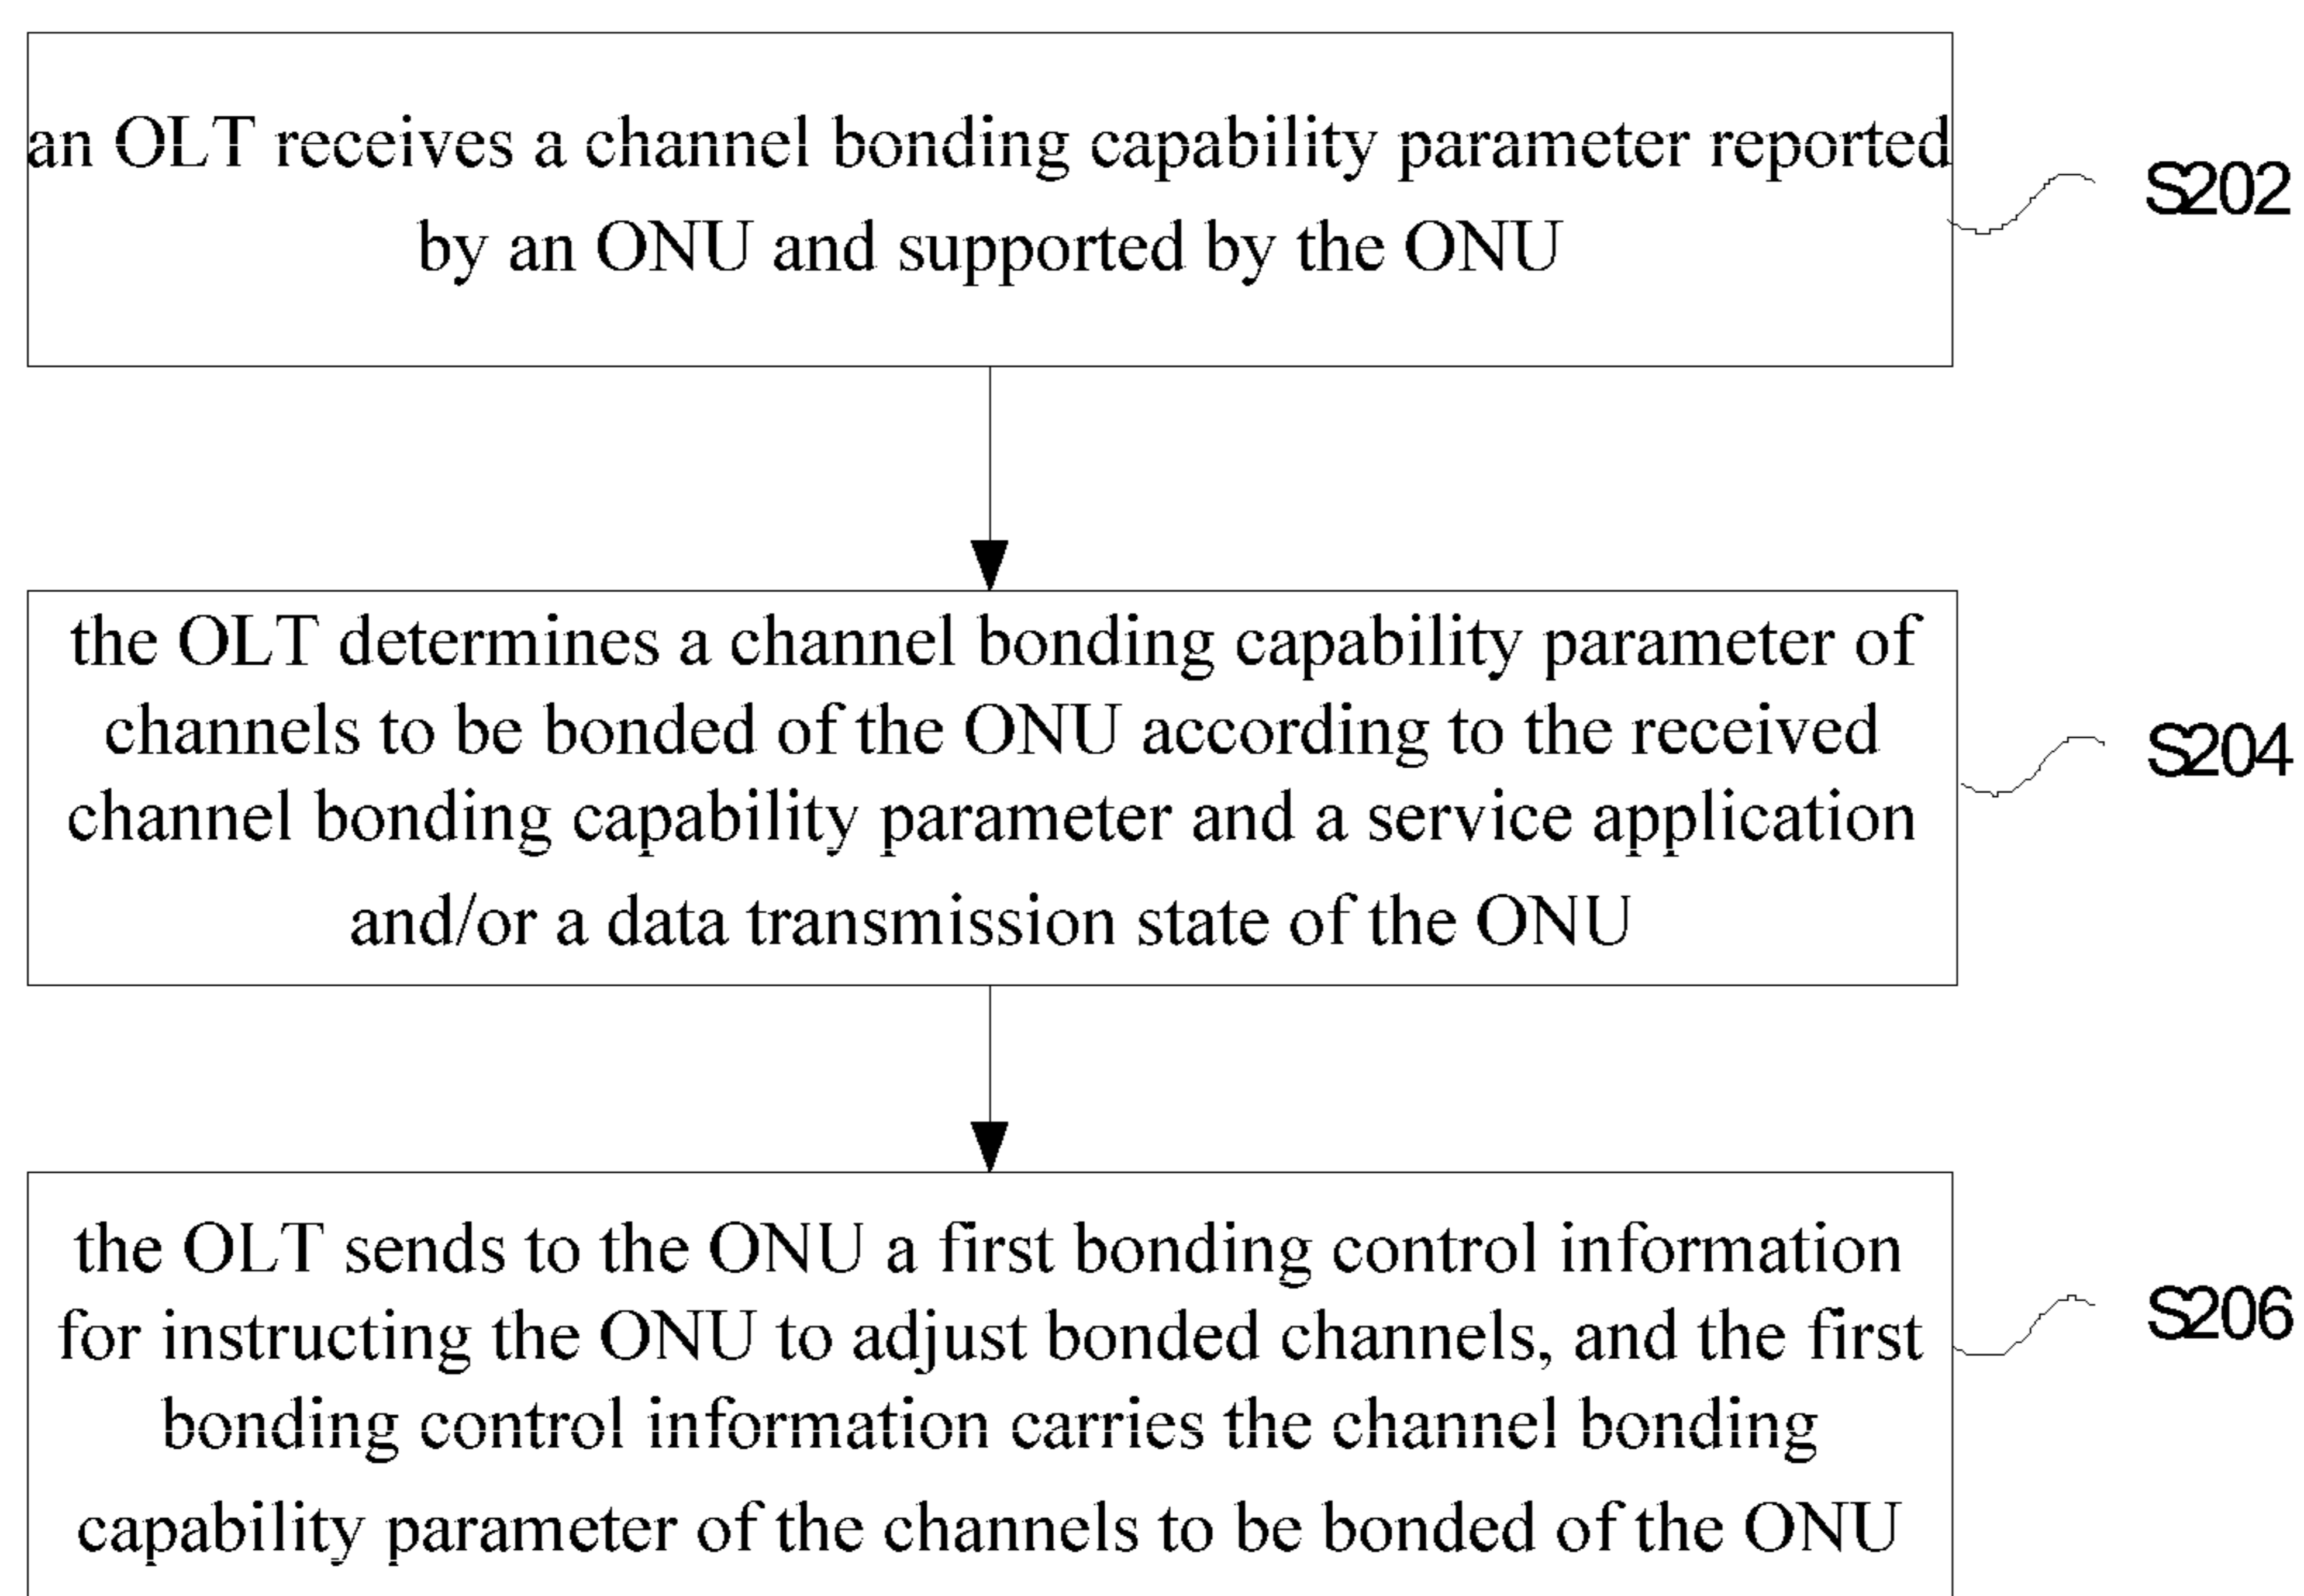 an OLT receives a channel bonding capability parameter reported
by an ONU and supported by the ONU
S202
the OLT determines a channel bonding capability parameter of
channels to be bonded of the ONU according to the received
channel bonding capability parameter and a service application
and/or a data transmission state of the ONU
S204
the OLT sends to the ONU a first bonding control information
for instructing the ONU to adjust bonded channels, and the first
bonding control information carries the channel bonding
capability parameter of the channels to be bonded of the ONU
S206